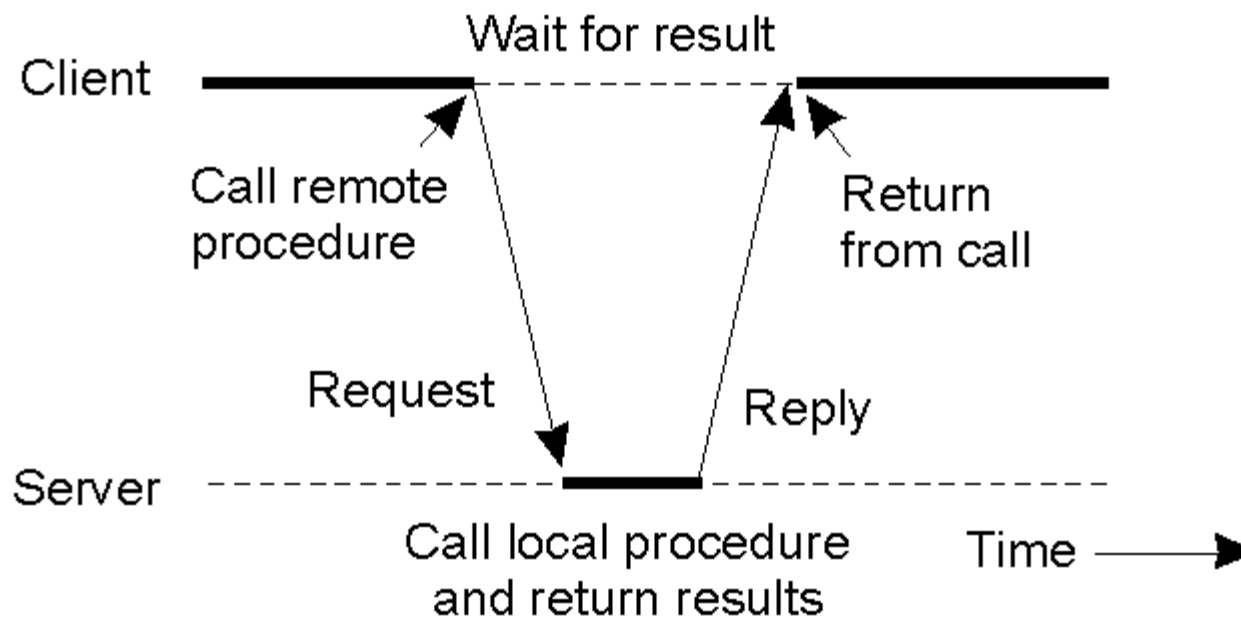 Wait for result
Client
Call remote
procedure
Return
from call
Request
Reply
Server
Call local procedure
and return results
Time